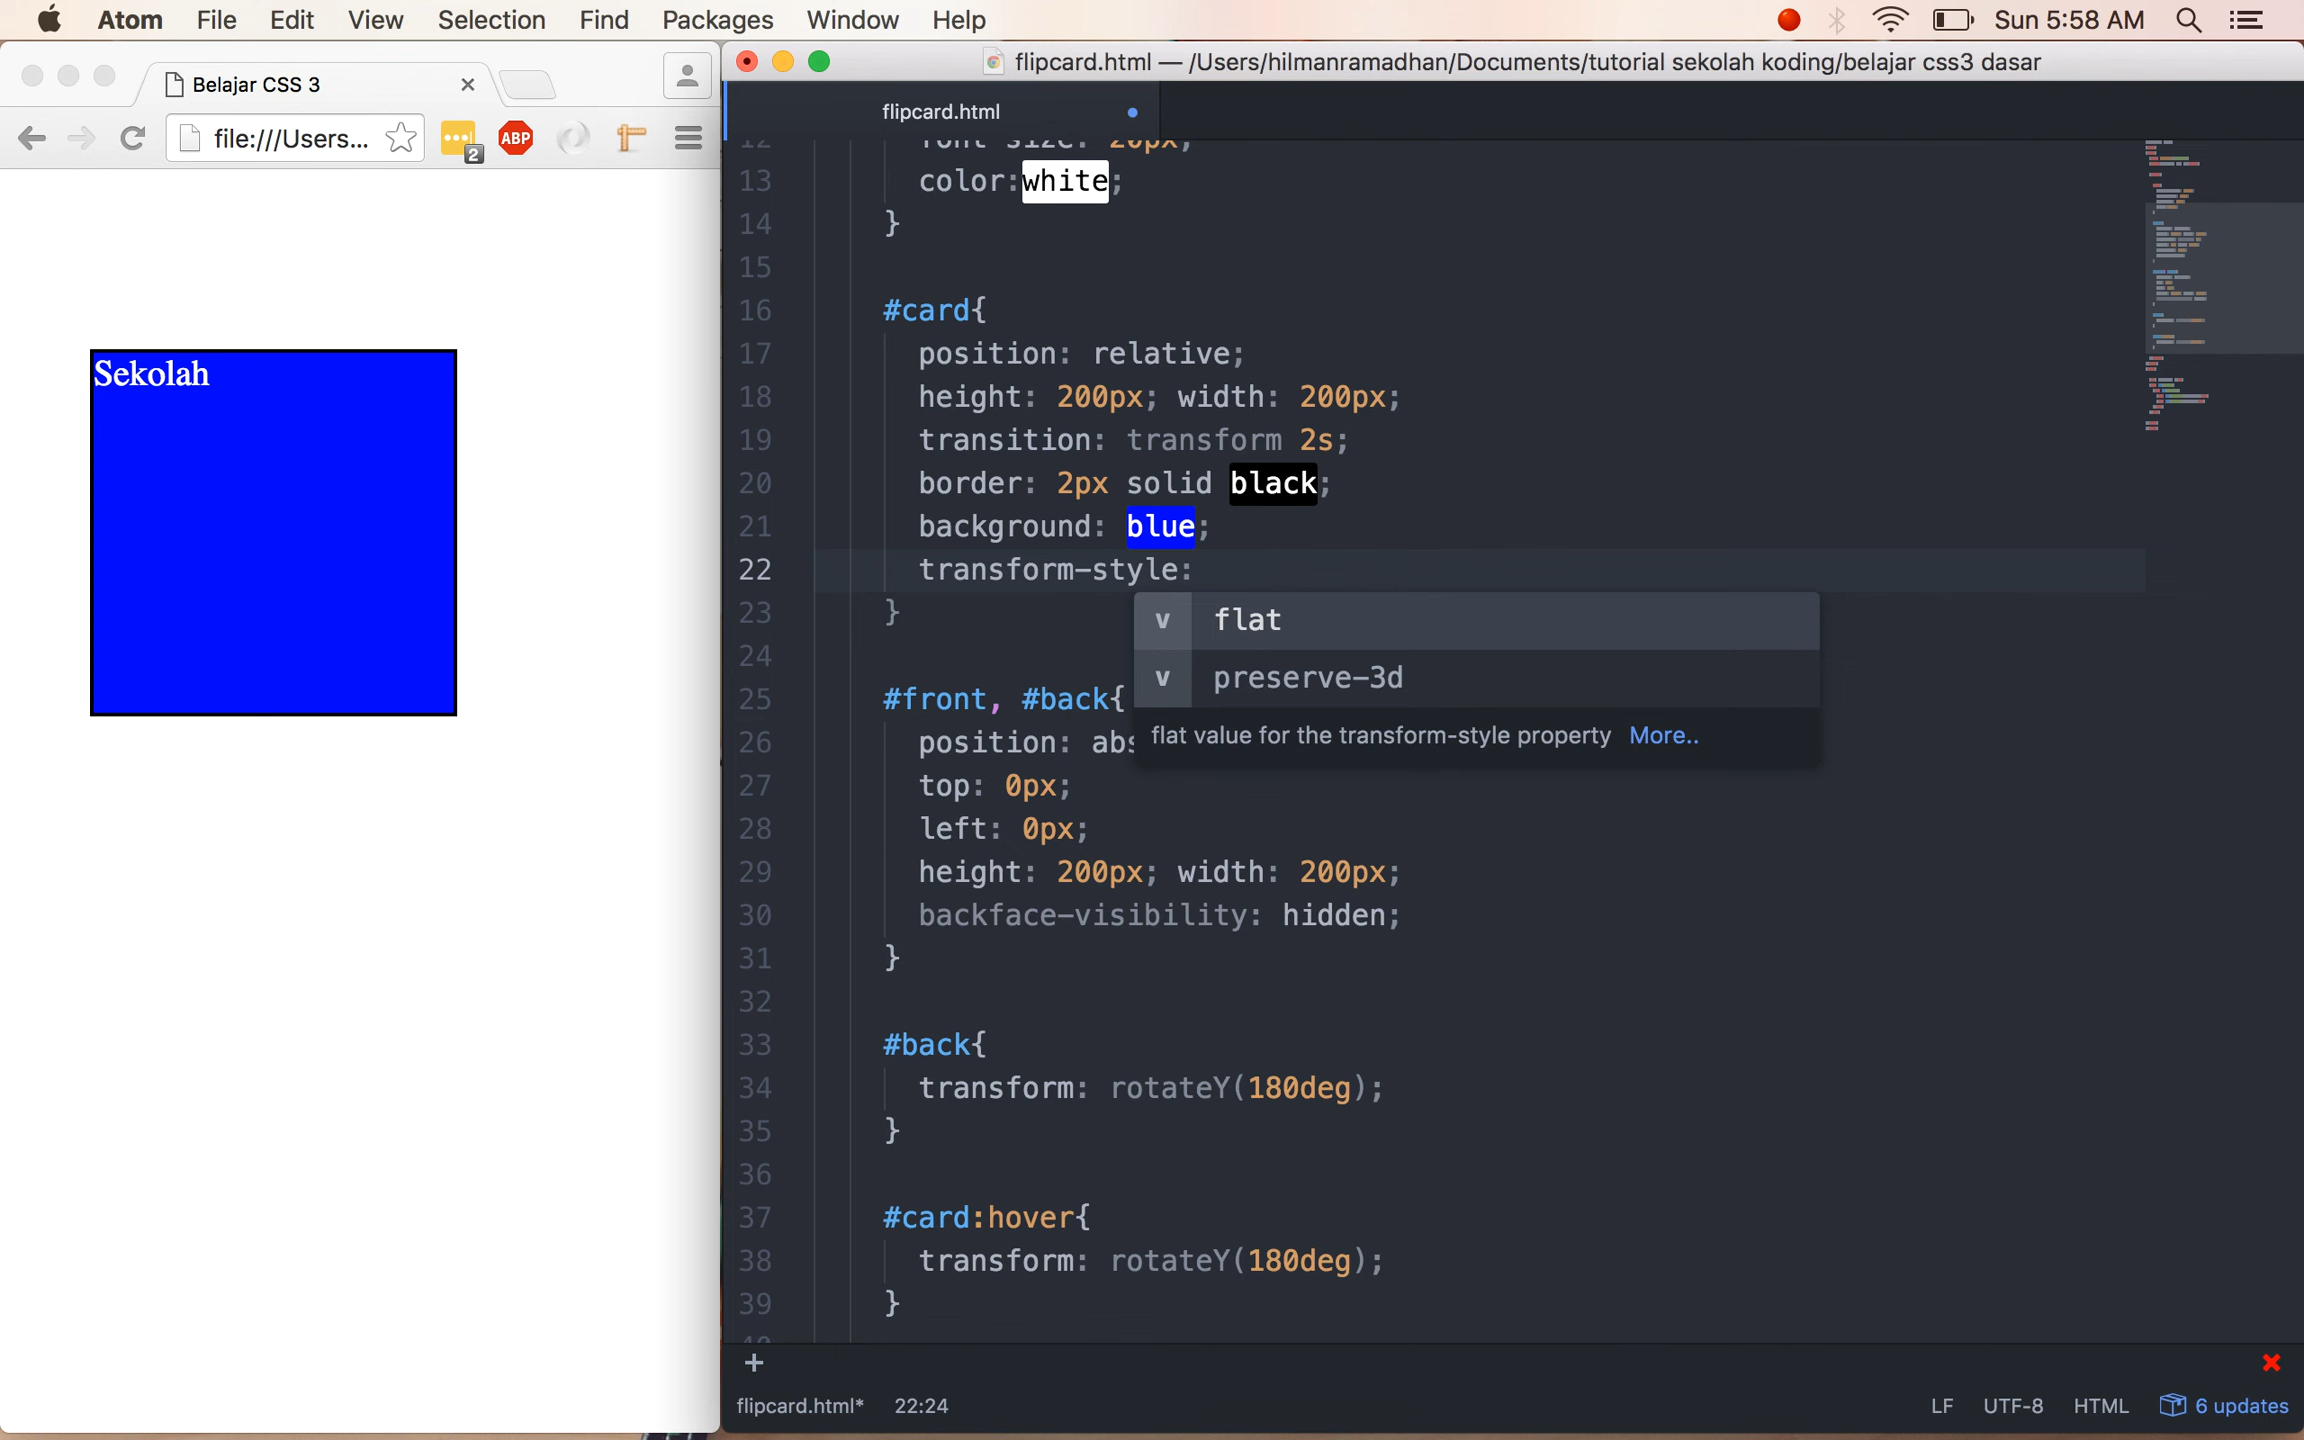 Atom File Edit View Selection Find Packages Window Help Sun 5:58 AM
Belajar CSS 3
file:///Users...
2
ABP
Sekolah
flipcard.html — /Users/hilmanramadhan/Documents/tutorial sekolah koding/belajar css3 dasar
flipcard.html
12 font-size: 20px;
13 color:white;
14 }
15
16 #card{
17 position: relative;
18 height: 200px; width: 200px;
19 transition: transform 2s;
20 border: 2px solid black;
21 background: blue;
22 transform-style:
23 }
v flat
v preserve-3d
flat value for the transform-style property More..
24
25 #front, #back{
26 position: abs
27 top: 0px;
28 left: 0px;
29 height: 200px; width: 200px;
30 backface-visibility: hidden;
31 }
32
33 #back{
34 transform: rotateY(180deg);
35 }
36
37 #card:hover{
38 transform: rotateY(180deg);
39 }
40
flipcard.html* 22:24 LF UTF-8 HTML 6 updates